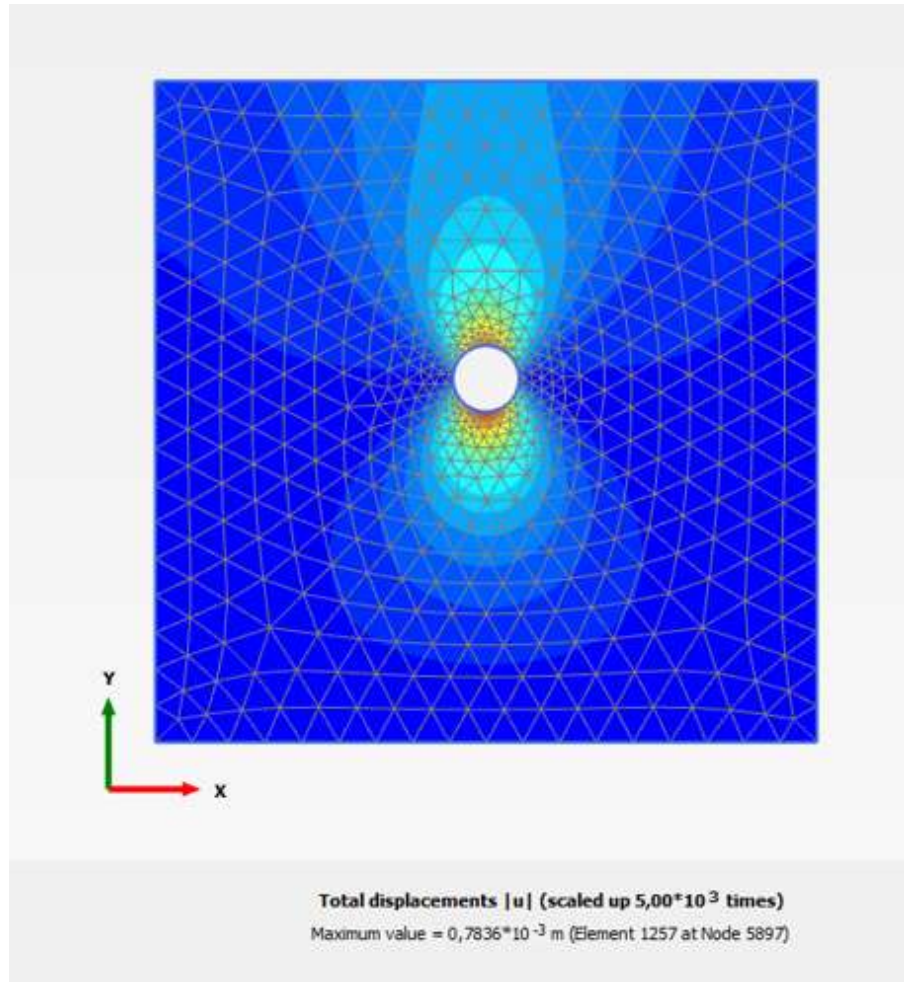 Y
X
Total displacements |u| (scaled up 5,00*10 3 times)
Maximum value = 0,7836*10 -3 m (Element 1257 at Node 5897)